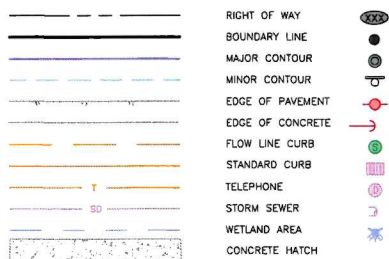 RIGHT OF WAY
XXX
BOUNDARY LINE
MAJOR CONTOUR
MINOR CONTOUR
EDGE OF PAVEMENT
EDGE OF CONCRETE
FLOW LINE CURB
S
STANDARD CURB
T TELEPHONE
D
SD STORM SEWER
WETLAND AREA
CONCRETE HATCH